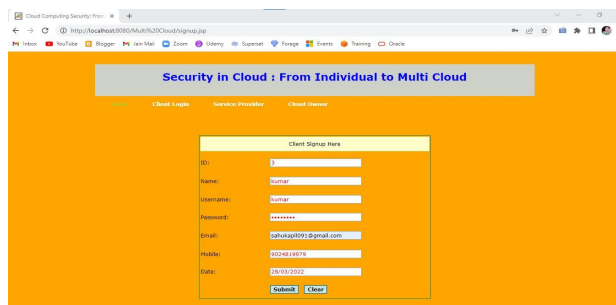 Cloud Computing Security: From
http://localhost:8080/Multi%20Cloud/signup.jsp
Inbox YouTube Blogger Jain Mail Zoom Udemy Superset Forage Events Training Oracle
Security in Cloud : From Individual to Multi Cloud
Client Login Service Provider Cloud Owner
Client Signup Here
ID: 3
Name: kumar
Username: kumar
Password: ••••••••
Email: sahukapil091@gmail.com
Mobile: 9024819979
Date: 28/03/2022
Submit Clear